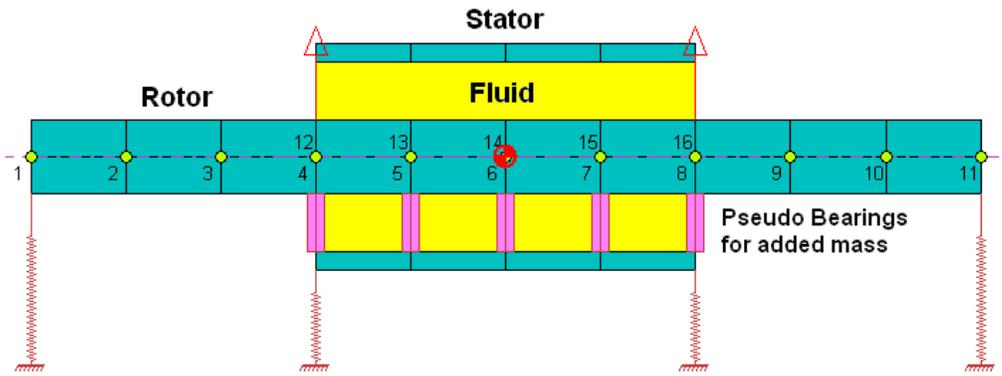 Stator
Fluid
Rotor
12 13 14 15 16
1 2 3 4 5 6 7 8 9 10 11
Pseudo Bearings
for added mass